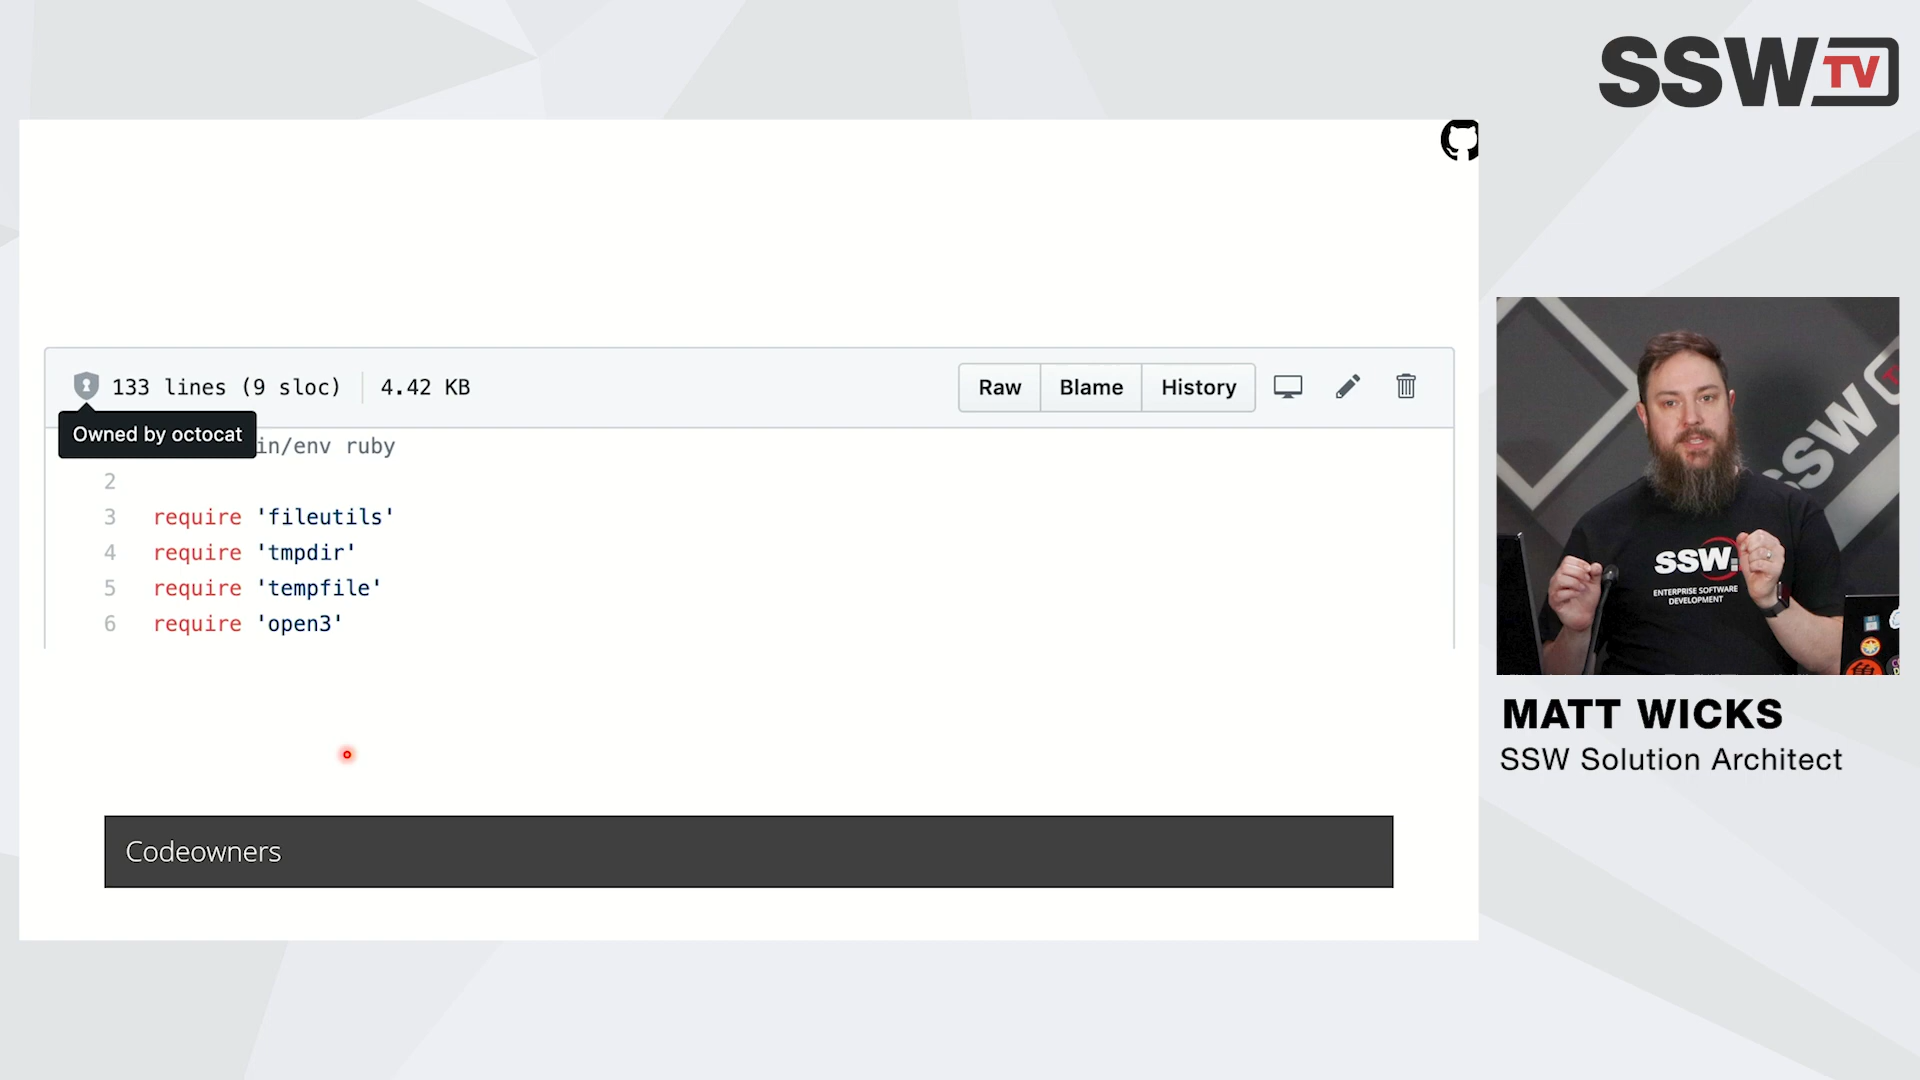 SSW TV
133 lines (9 sloc) 4.42 KB
Raw Blame History
Owned by octocat
in/env ruby
2
3 require 'fileutils'
4 require 'tmpdir'
5 require 'tempfile'
6 require 'open3'
Codeowners
SSW
SSW.
ENTERPRISE SOFTWARE
DEVELOPMENT
MATT WICKS
SSW Solution Architect